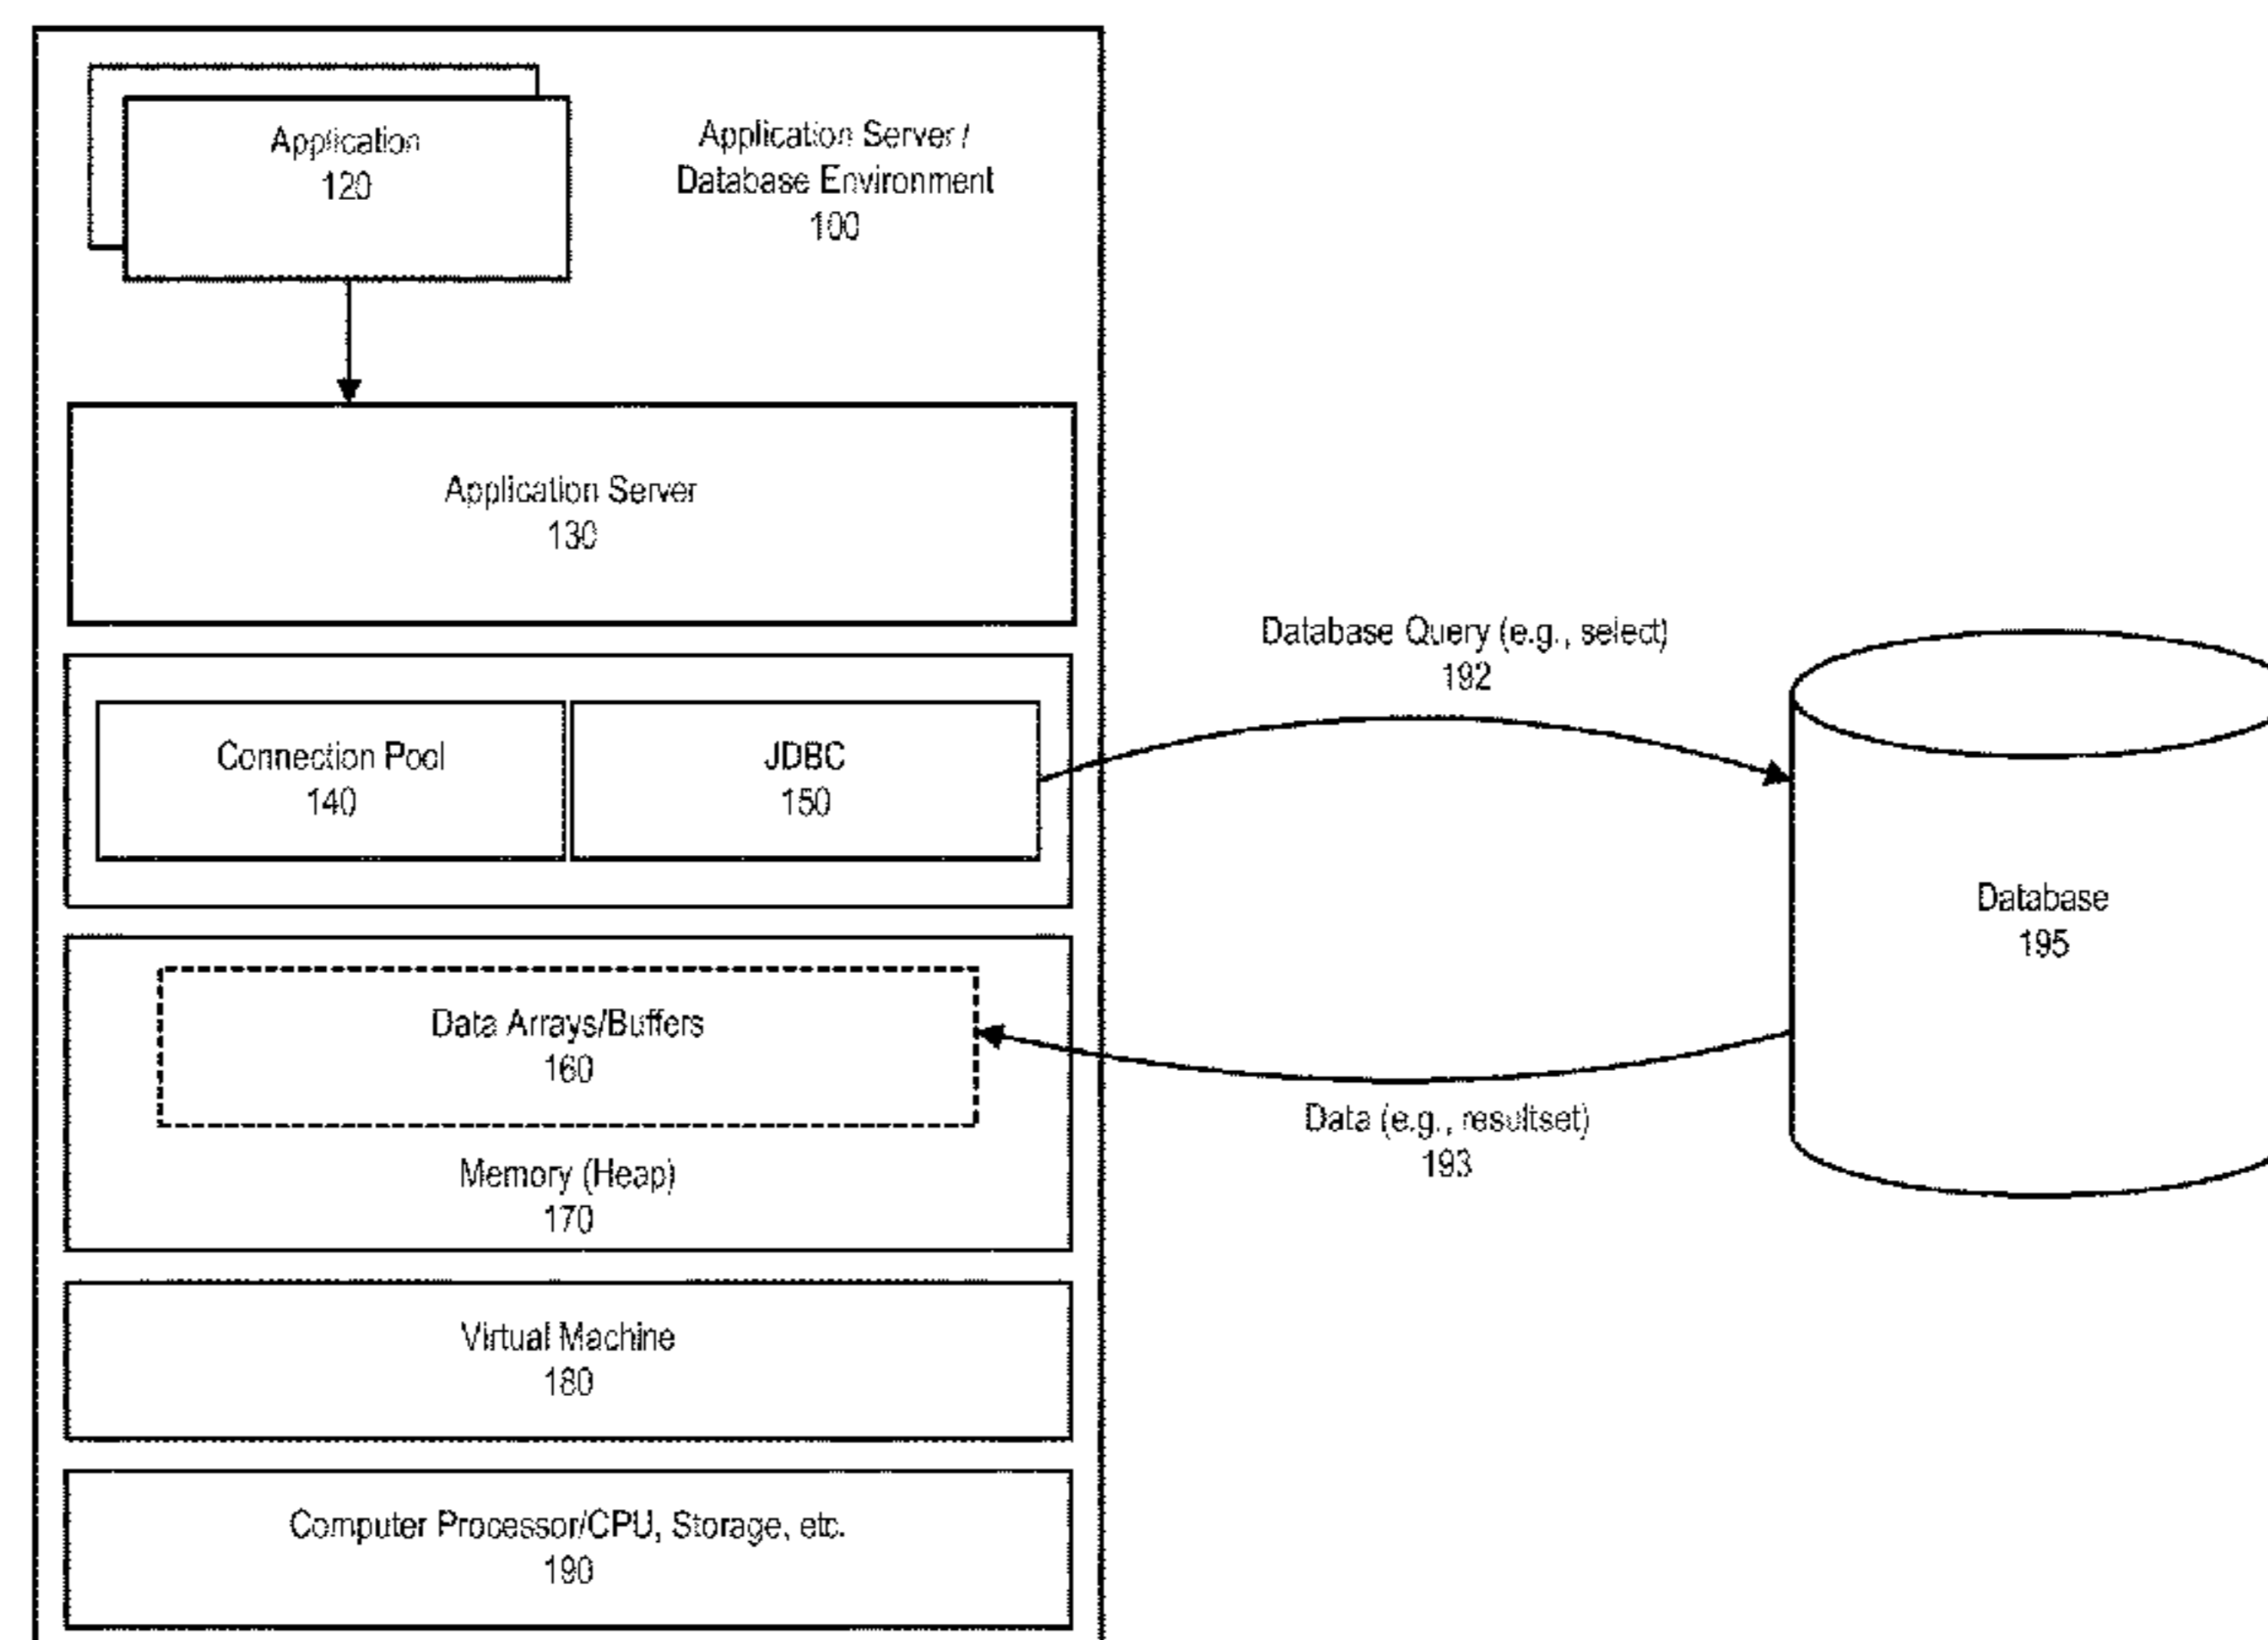 Application
120
Application Server /
Database Environment
100
Application Server
130
Database Query (e.g., select)
192
Connection Pool
140
JDBC
150
Database
195
Data Arrays/Buffers
160
Data (e.g., resultset)
193
Memory (Heap)
170
Virtual Machine
180
Computer Processor/CPU, Storage, etc.
190